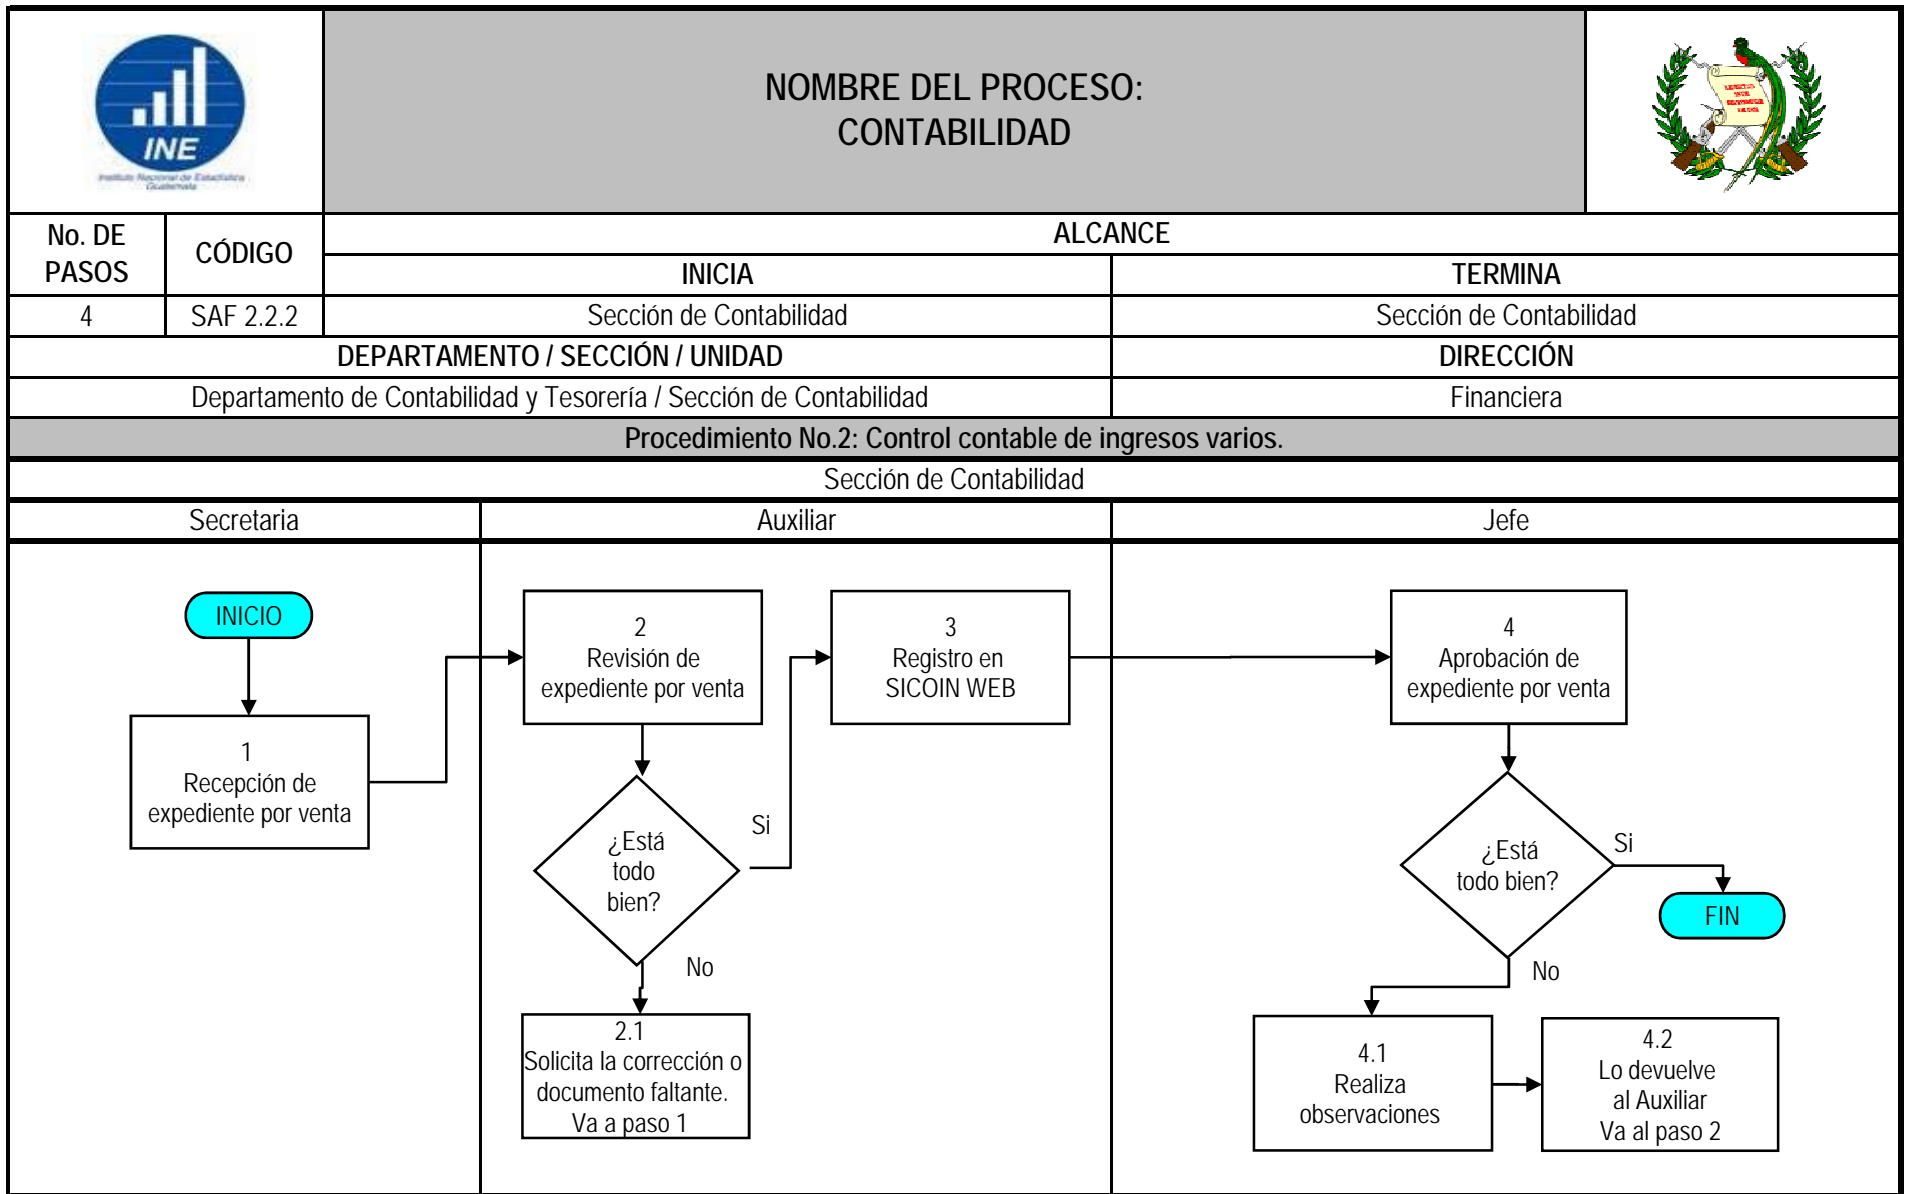 INE
Instituto Nacional de Estadística
Guatemala
NOMBRE DEL PROCESO:
CONTABILIDAD
No. DE
PASOS
CÓDIGO
ALCANCE
INICIA
TERMINA
4
SAF 2.2.2
Sección de Contabilidad
Sección de Contabilidad
DEPARTAMENTO / SECCIÓN / UNIDAD
DIRECCIÓN
Departamento de Contabilidad y Tesorería / Sección de Contabilidad
Financiera
Procedimiento No.2: Control contable de ingresos varios.
Sección de Contabilidad
Secretaria
Auxiliar
Jefe
INICIO
1
Recepción de
expediente por venta
2
Revisión de
expediente por venta
¿Está
todo
bien?
Si
No
2.1
Solicita la corrección o
documento faltante.
Va a paso 1
3
Registro en
SICOIN WEB
4
Aprobación de
expediente por venta
¿Está
todo bien?
Si
FIN
No
4.1
Realiza
observaciones
4.2
Lo devuelve
al Auxiliar
Va al paso 2